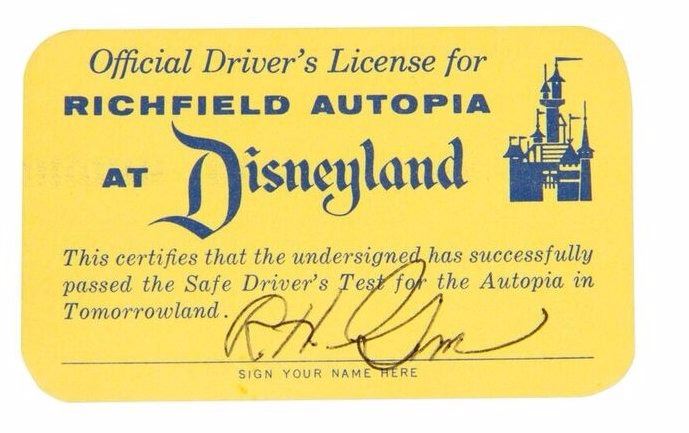 Official Driver's License for
RICHFIELD AUTOPIA
AT Disneyland
This certifies that the undersigned has successfully
passed the Safe Driver's Test for the Autopia in
Tomorrowland.
R. H.
SIGN YOUR NAME HERE